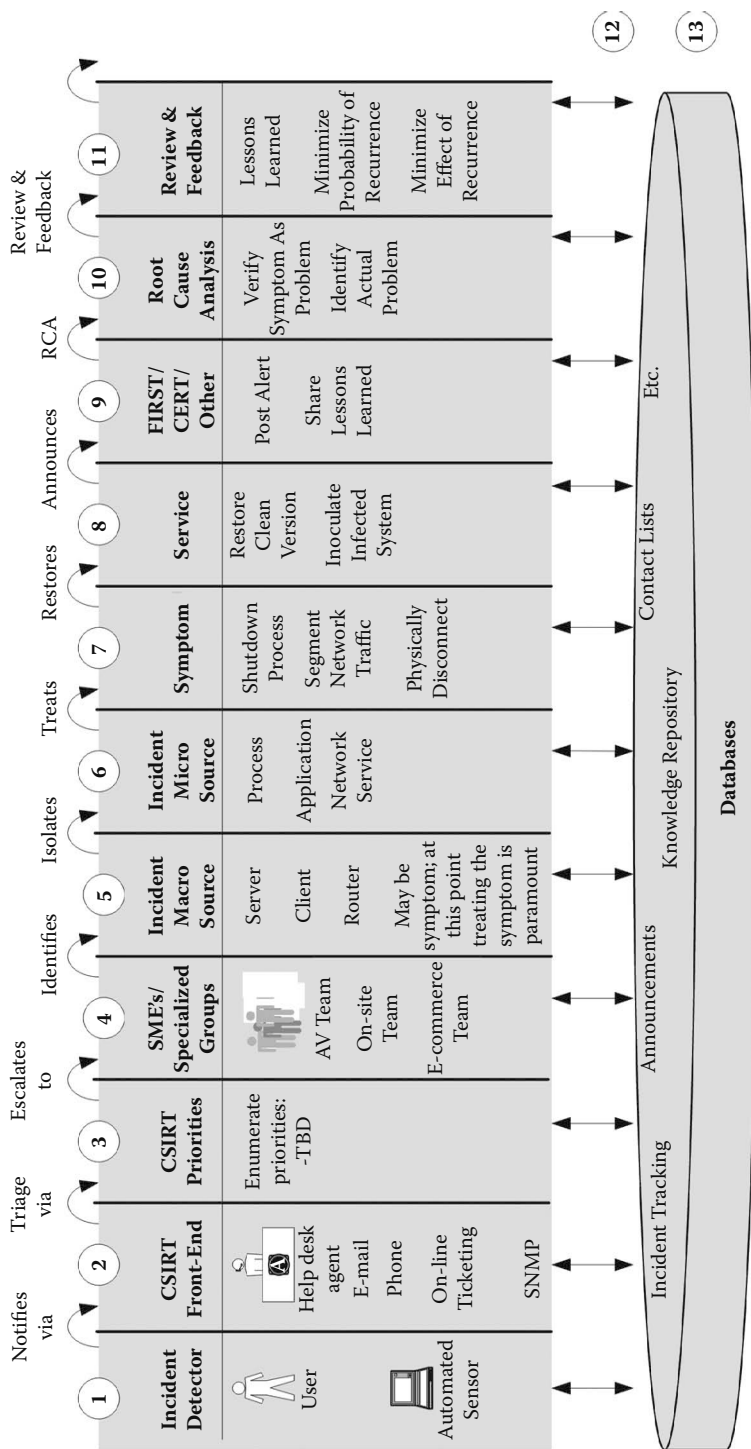 Notifies
via
Triage
via
Escalates
to
Identifies
Isolates
Treats
Restores
Announces
RCA
Review &
Feedback
1
Incident
Detector
User
Automated
Sensor
2
CSIRT
Front-End
A
Help desk
agent
E-mail
Phone
On-line
Ticketing
SNMP
3
CSIRT
Priorities
Enumerate
priorities:
-TBD
4
SME's/
Specialized
Groups
AV Team
On-site
Team
E-commerce
Team
5
Incident
Macro
Source
Server
Client
Router
May be
symptom; at
this point
treating the
symptom is
paramount
6
Incident
Micro
Source
Process
Application
Network
Service
7
Symptom
Shutdown
Process
Segment
Network
Traffic
Physically
Disconnect
8
Service
Restore
Clean
Version
Inoculate
Infected
System
9
FIRST/
CERT/
Other
Post Alert
Share
Lessons
Learned
10
Root
Cause
Analysis
Verify
Symptom As
Problem
Identify
Actual
Problem
11
Review &
Feedback
Lessons
Learned
Minimize
Probability of
Recurrence
Minimize
Effect of
Recurrence
12
13
Incident Tracking
Announcements
Knowledge Repository
Contact Lists
Etc.
Databases